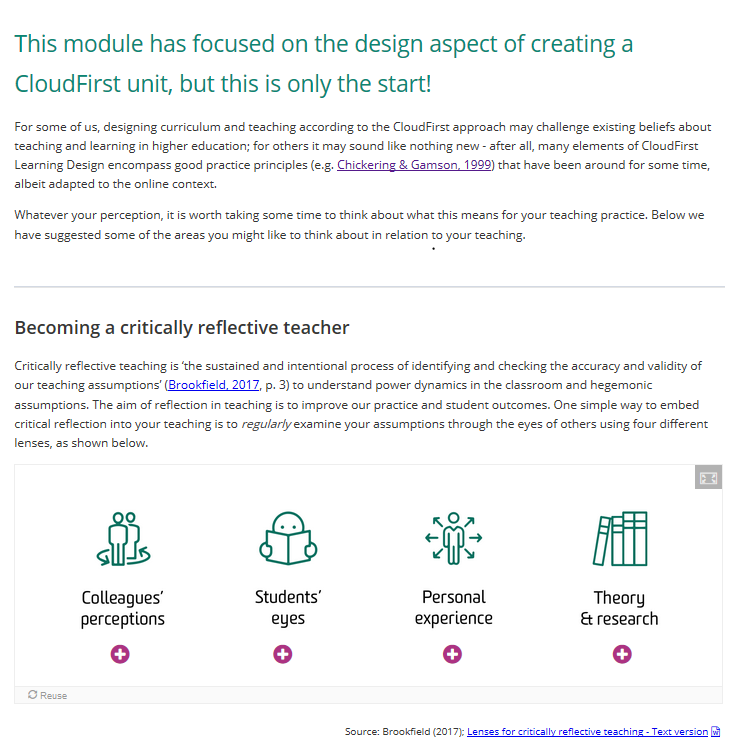 This module has focused on the design aspect of creating a
CloudFirst unit, but this is only the start!
For some of us, designing curriculum and teaching according to the CloudFirst approach may challenge existing beliefs about
teaching and learning in higher education; for others it may sound like nothing new - after all, many elements of CloudFirst
Learning Design encompass good practice principles (e.g. Chickering & Gamson, 1999) that have been around for some time,
albeit adapted to the online context.
Whatever your perception, it is worth taking some time to think about what this means for your teaching practice. Below we
have suggested some of the areas you might like to think about in relation to your teaching.
Becoming a critically reflective teacher
Critically reflective teaching is 'the sustained and intentional process of identifying and checking the accuracy and validity of
our teaching assumptions' (Brookfield, 2017, p. 3) to understand power dynamics in the classroom and hegemonic
assumptions. The aim of reflection in teaching is to improve our practice and student outcomes. One simple way to embed
critical reflection into your teaching is to regularly examine your assumptions through the eyes of others using four different
lenses, as shown below.
Colleagues' perceptions
Students' eyes
Personal experience
Theory & research
Reuse
Source: Brookfield (2017); Lenses for critically reflective teaching - Text version